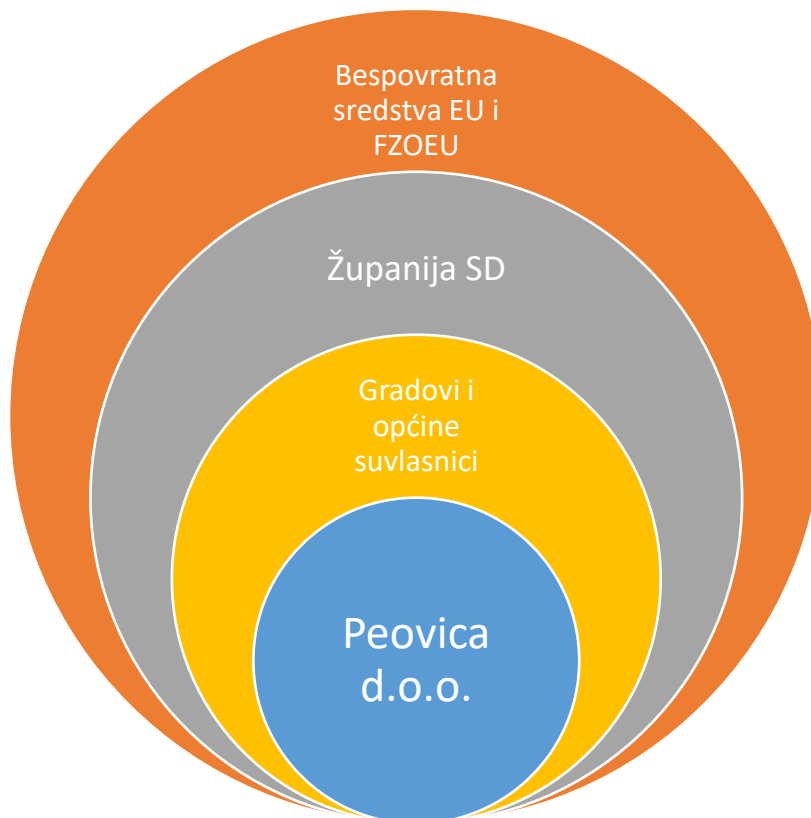 Bespovratna
sredstva EU i
FZOEU
Županija SD
Gradovi i
općine
suvlasnici
Peovica
d.o.o.